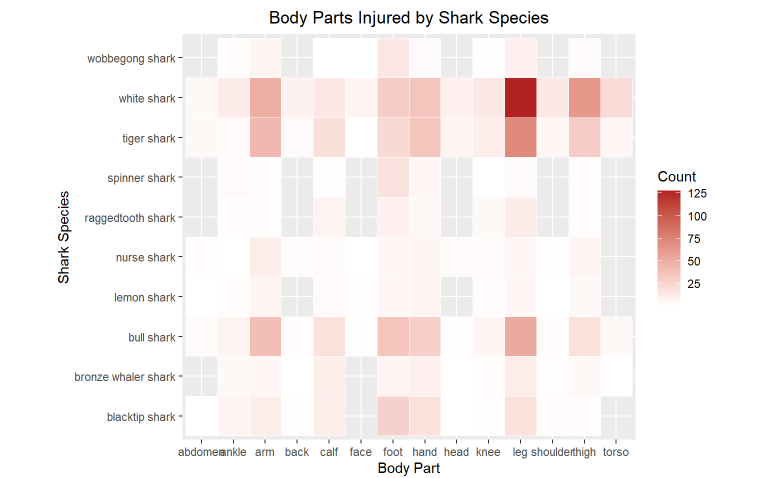 Body Parts Injured by Shark Species
wobbegong shark
white shark
tiger shark
spinner shark
raggedtooth shark
nurse shark
lemon shark
bull shark
bronze whaler shark
blacktip shark
Shark Species
abdomen ankle arm back calf face foot hand head knee leg shoulder thigh torso
Body Part
Count
125
100
75
50
25